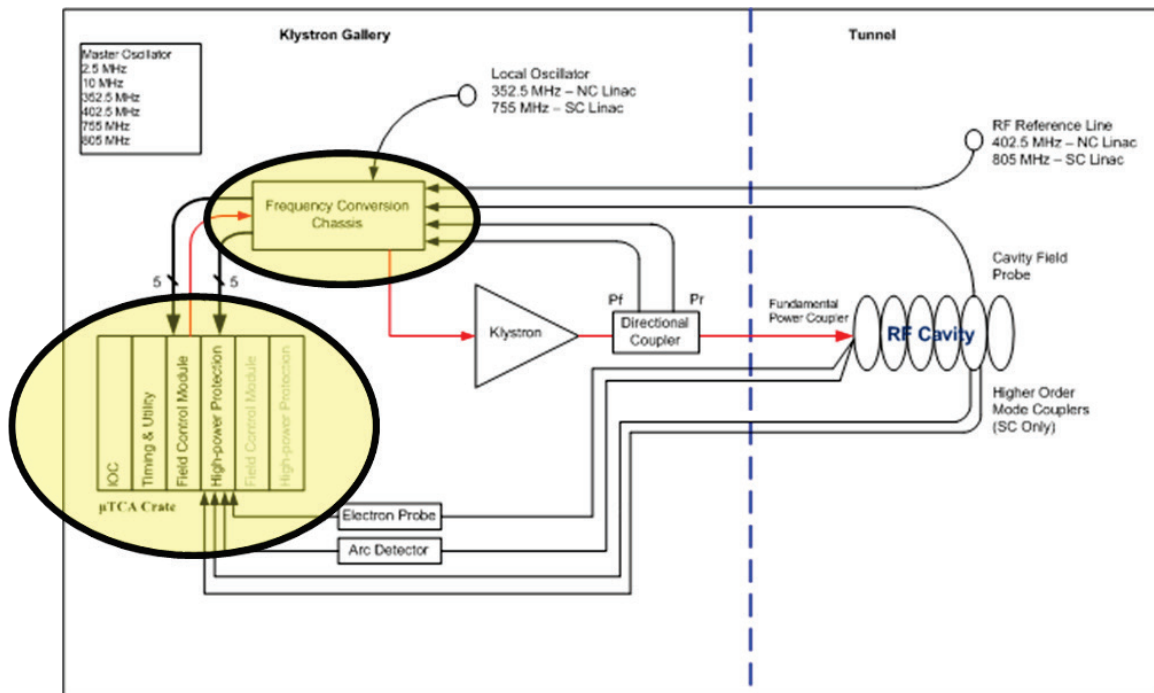 Klystron Gallery
Tunnel
Master Oscillator
2.5 MHz
10 MHz
352.5 MHz
402.5 MHz
755 MHz
805 MHz
Local Oscillator
352.5 MHz – NC Linac
755 MHz – SC Linac
RF Reference Line
402.5 MHz – NC Linac
805 MHz – SC Linac
Frequency Conversion
Chassis
5
5
Cavity Field
Probe
Pf
Pr
Klystron
Directional
Coupler
Fundamental
Power Coupler
RF Cavity
Higher Order
Mode Couplers
(SC Only)
IOC
Timing & Utility
Field Control Module
High-power Protection
Field Control Module
High-power Protection
µTCA Crate
Electron Probe
Arc Detector